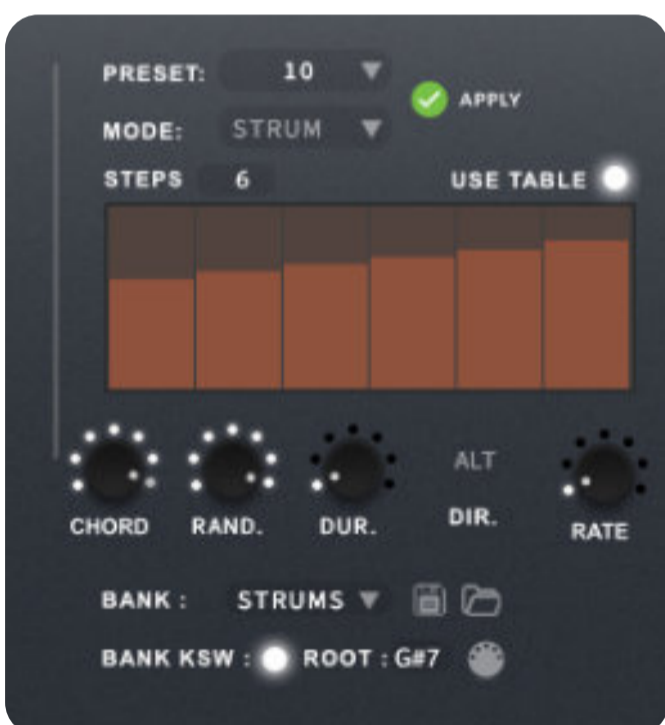 PRESET: 10
APPLY
MODE: STRUM
STEPS 6
USE TABLE
CHORD RAND. DUR. ALT DIR. RATE
BANK : STRUMS
BANK KSW : ROOT : G#7